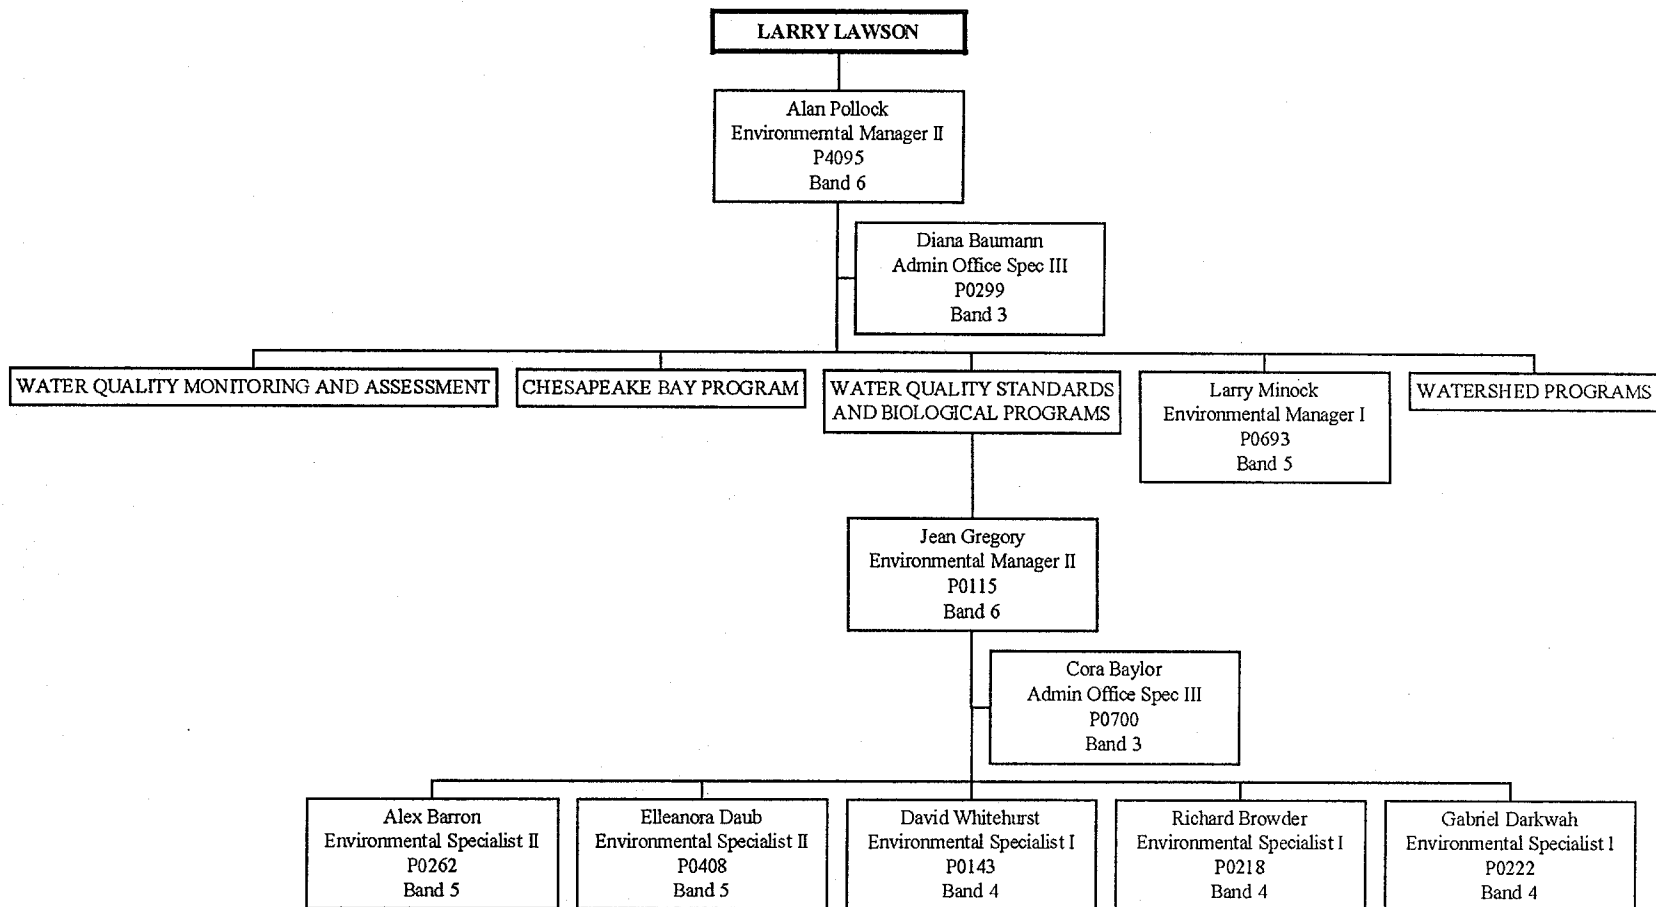 LARRY LAWSON
Alan Pollock
Environmemtal Manager II
P4095
Band 6
Diana Baumann
Admin Office Spec III
P0299
Band 3
WATER QUALITY MONITORING AND ASSESSMENT
CHESAPEAKE BAY PROGRAM
WATER QUALITY STANDARDS
AND BIOLOGICAL PROGRAMS
Larry Minock
Environmental Manager I
P0693
Band 5
WATERSHED PROGRAMS
Jean Gregory
Environmental Manager II
P0115
Band 6
Cora Baylor
Admin Office Spec III
P0700
Band 3
Alex Barron
Environmental Specialist II
P0262
Band 5
Elleanora Daub
Environmental Specialist II
P0408
Band 5
David Whitehurst
Environmental Specialist I
P0143
Band 4
Richard Browder
Environmental Specialist I
P0218
Band 4
Gabriel Darkwah
Environmental Specialist l
P0222
Band 4